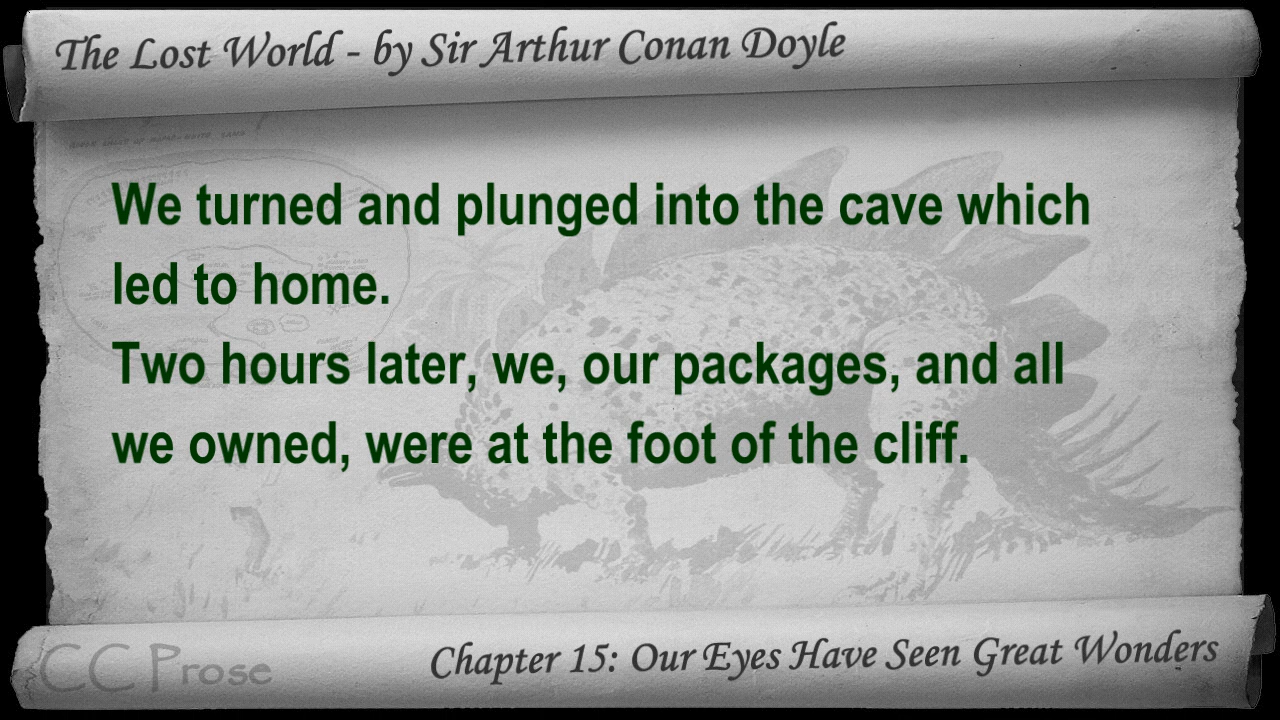 The Lost World - by Sir Arthur Conan Doyle
We turned and plunged into the cave which
led to home.
Two hours later, we, our packages, and all
we owned, were at the foot of the cliff.
CC Prose
Chapter 15: Our Eyes Have Seen Great Wonders